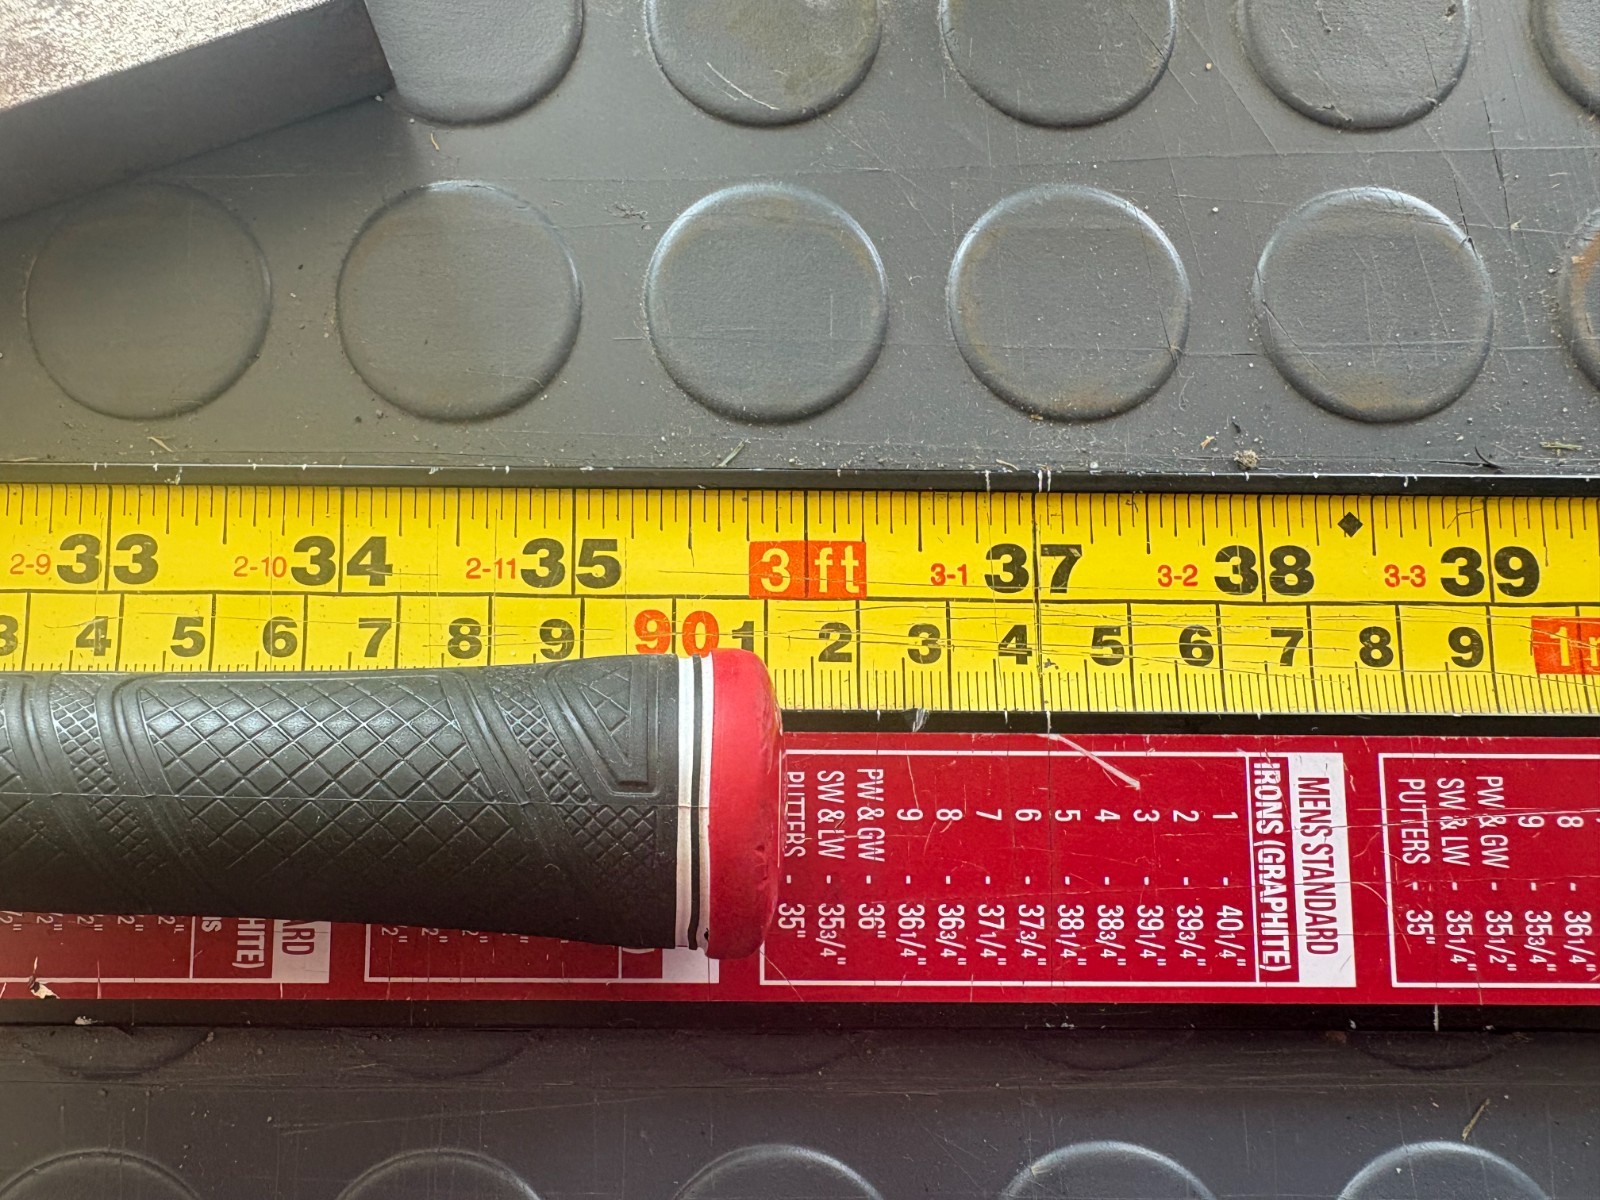 2-9 33 2-10 34 2-11 35 3 ft 3-1 37 3-2 38 3-3 39
3 4 5 6 7 8 9 90 1 2 3 4 5 6 7 8 9 1
MENS STANDARD
IRONS (GRAPHITE)
1 - 40 1/4"
2 - 39 3/4"
3 - 39 1/4"
4 - 38 3/4"
5 - 38 1/4"
6 - 37 3/4"
7 - 37 1/4"
8 - 36 3/4"
9 - 36 1/4"
PW & GW - 36"
SW & LW - 35 3/4"
PUTTERS - 35"
8 - 36 1/4"
9 - 35 3/4"
PW & GW - 35 1/2"
SW & LW - 35 1/4"
PUTTERS - 35"